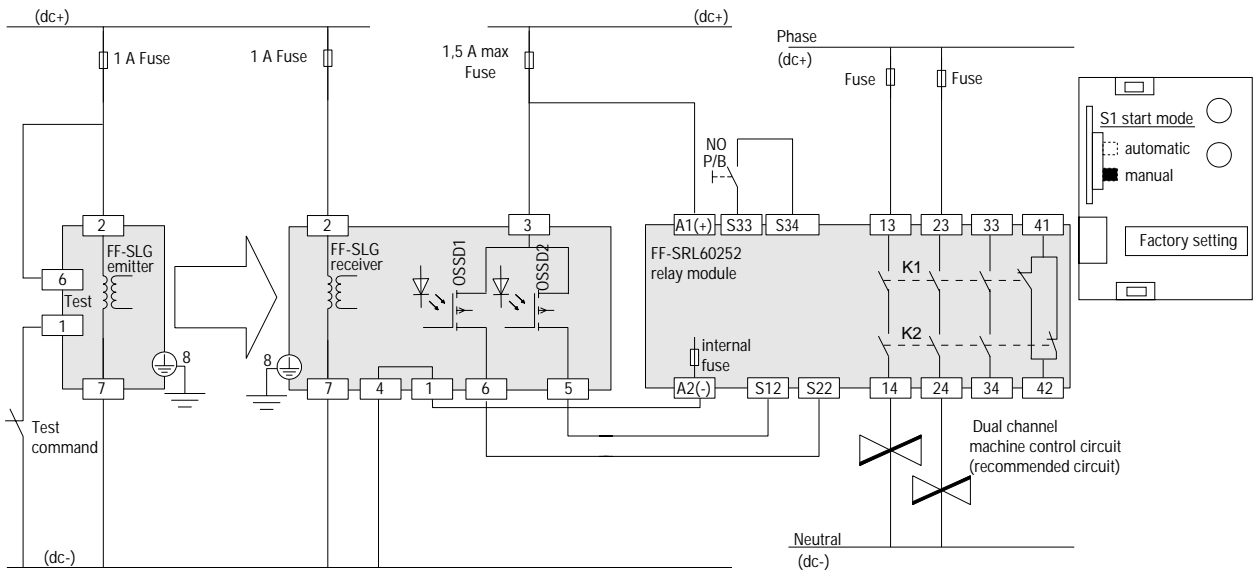 (dc+)
1 A Fuse
1 A Fuse
(dc+)
1,5 A max
Fuse
Phase
(dc+)
Fuse
Fuse
S1 start mode
automatic
manual
Factory setting
NO
P/B
2
FF-SLG
emitter
6
Test
1
8
7
Test
command
2
FF-SLG
receiver
3
OSSD1
OSSD2
8
7
4
1
6
5
A1(+)
S33
S34
13
23
33
41
FF-SRL60252
relay module
K1
K2
internal
fuse
A2(-)
S12
S22
14
24
34
42
Dual channel
machine control circuit
(recommended circuit)
Neutral
(dc-)
(dc-)